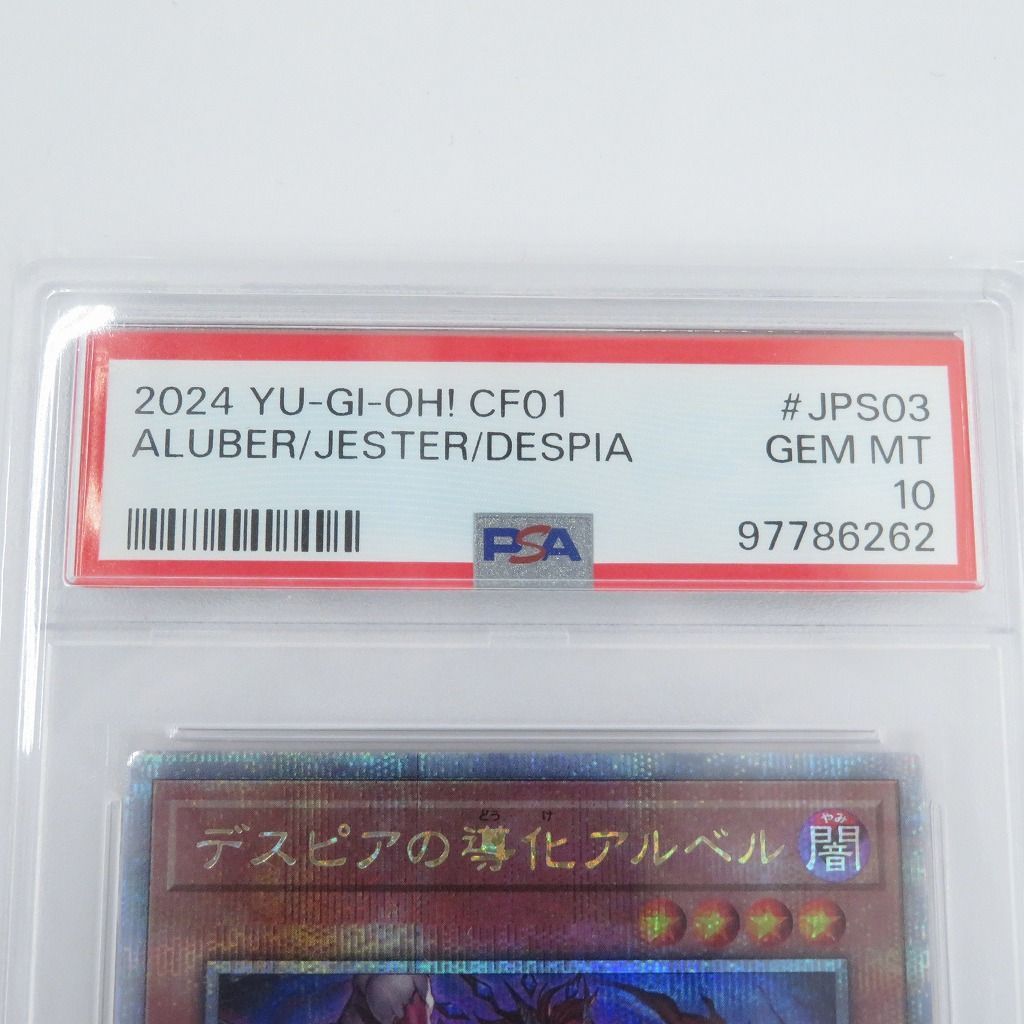 2024 YU-GI-OH! CF01 #JPS03
ALUBER/JESTER/DESPIA GEM MT
10
PSA 97786262
どう け やみ
デスピアの導化アルベル 闇